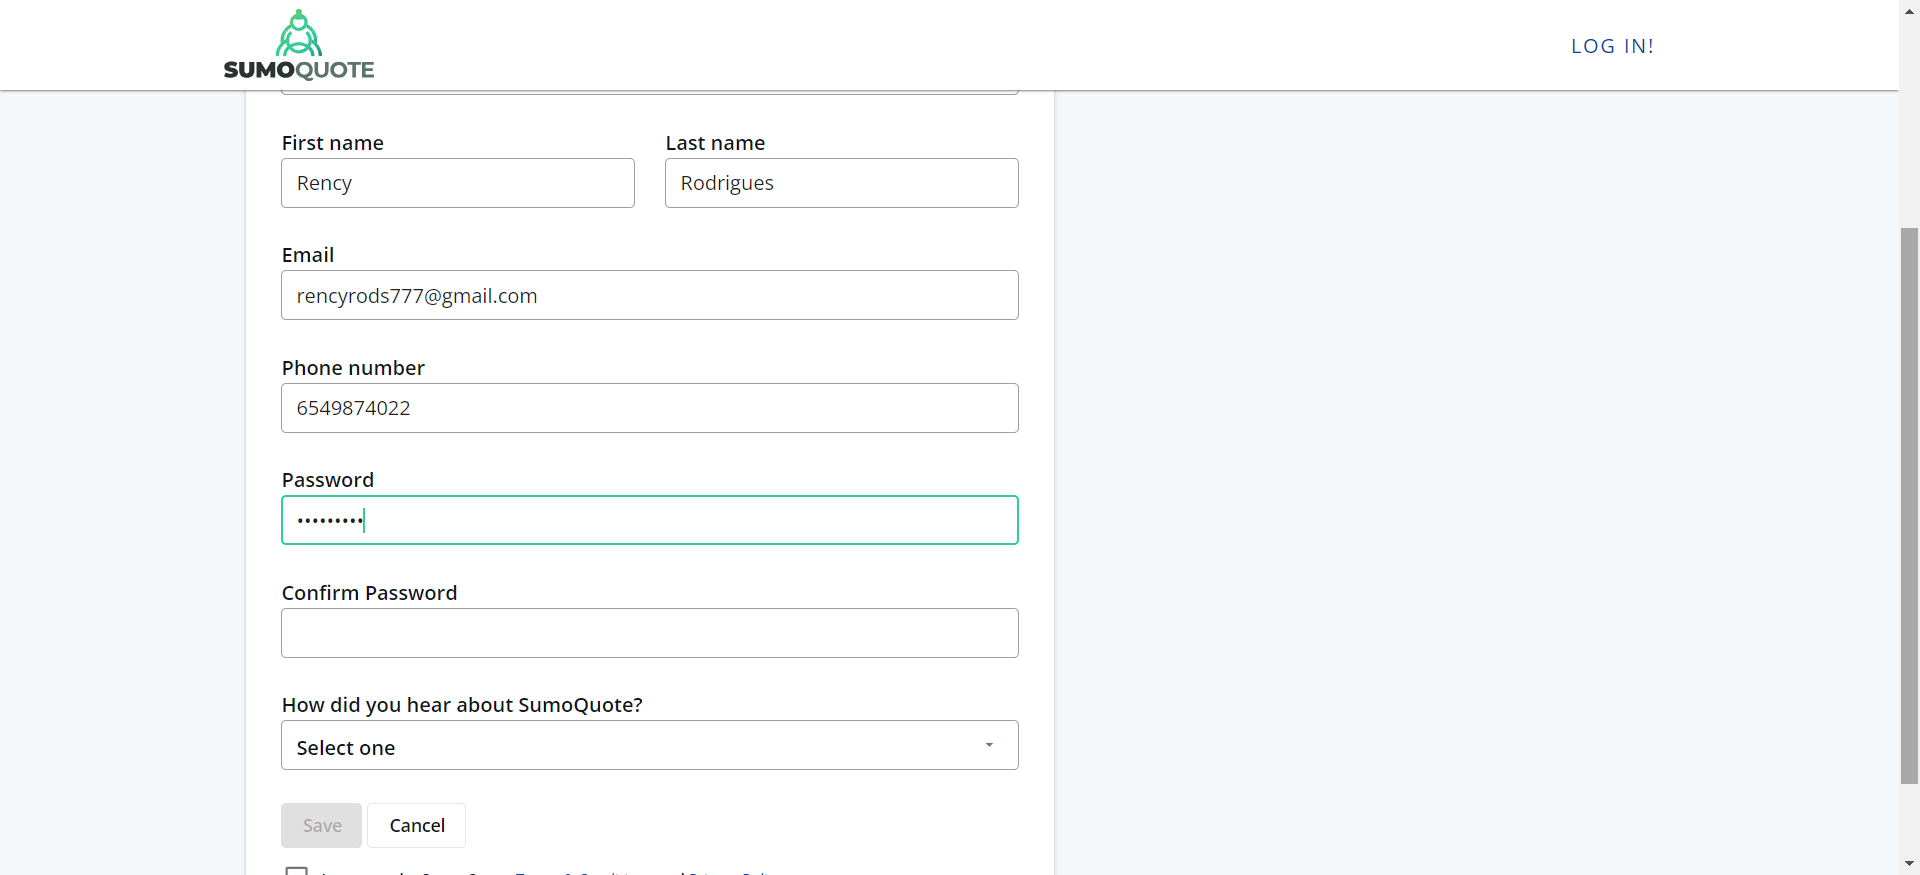 SUMOQUOTE
LOG IN!
First name
Last name
Rency
Rodrigues
Email
rencyrods777@gmail.com
Phone number
6549874022
Password
•••••••••
Confirm Password
How did you hear about SumoQuote?
Select one
Save
Cancel